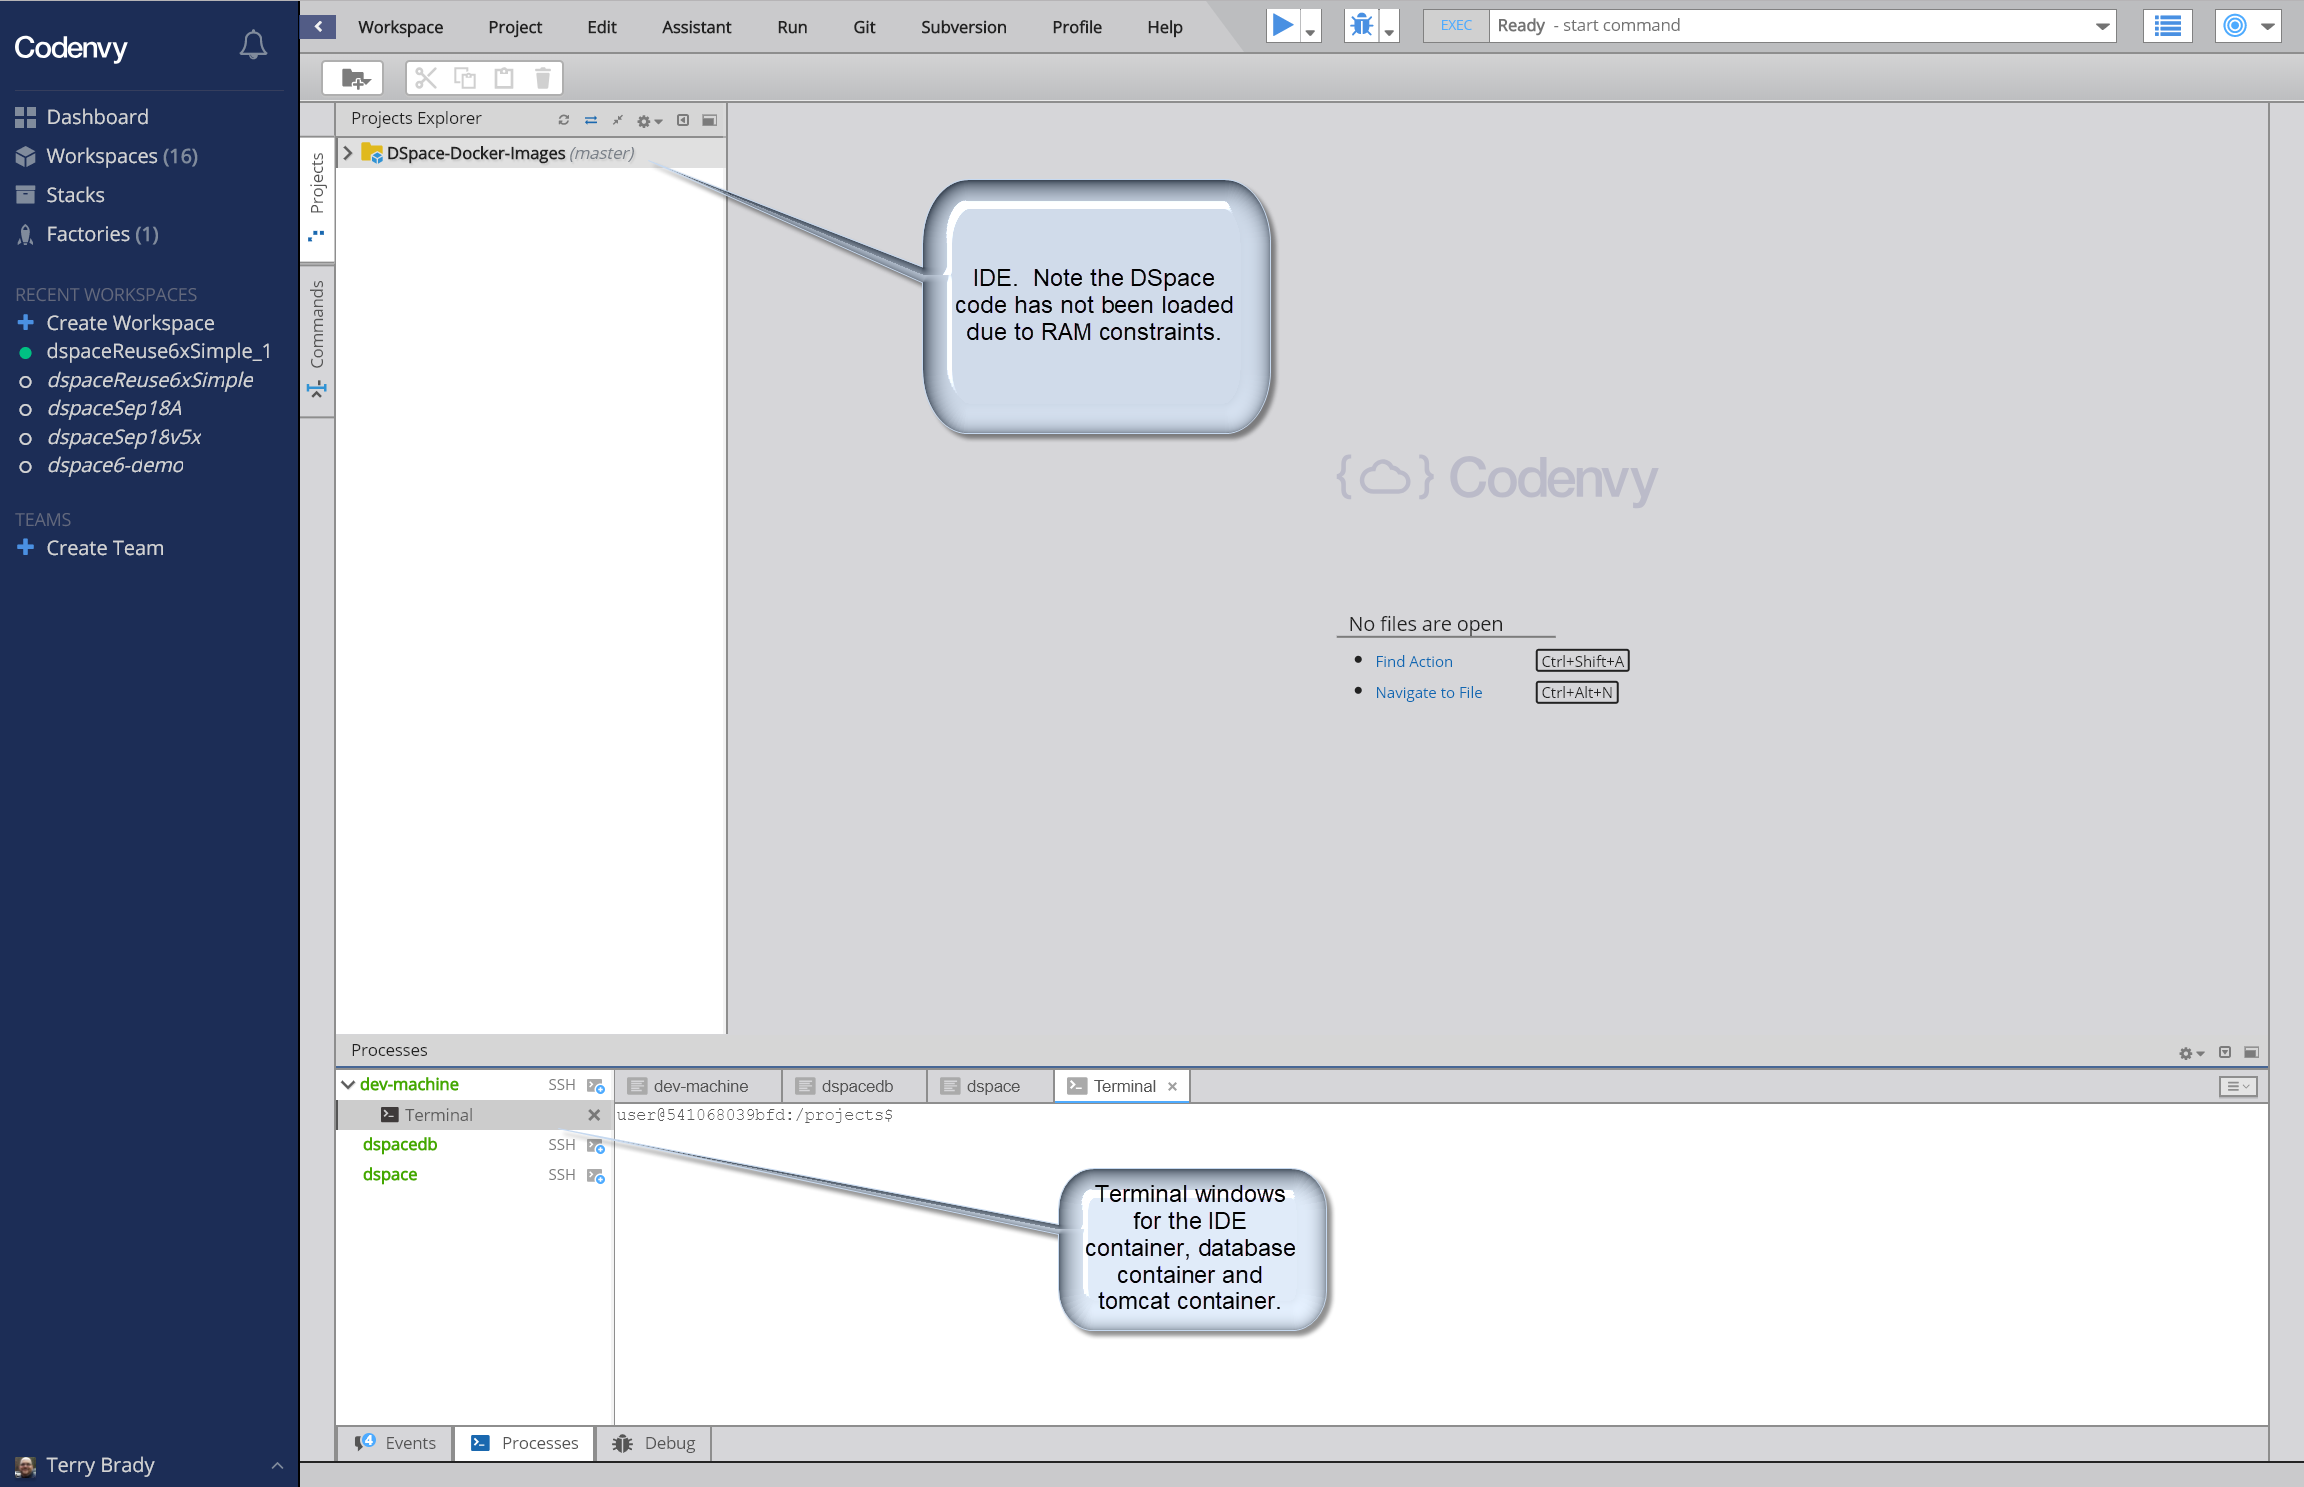 Codenvy
Workspace Project Edit Assistant Run Git Subversion Profile Help
EXEC Ready - start command
Dashboard
Workspaces (16)
Stacks
Factories (1)
RECENT WORKSPACES
Create Workspace
dspaceReuse6xSimple_1
dspaceReuse6xSimple
dspaceSep18A
dspaceSep18v5x
dspace6-demo
TEAMS
Create Team
Terry Brady
Projects
Commands
Projects Explorer
DSpace-Docker-Images (master)
IDE. Note the DSpace
code has not been loaded
due to RAM constraints.
{ } Codenvy
No files are open
Find Action Ctrl+Shift+A
Navigate to File Ctrl+Alt+N
Processes
dev-machine SSH
Terminal
dspacedb SSH
dspace SSH
dev-machine dspacedb dspace Terminal
user@541068039bfd:/projects$
Terminal windows
for the IDE
container, database
container and
tomcat container.
4 Events Processes Debug